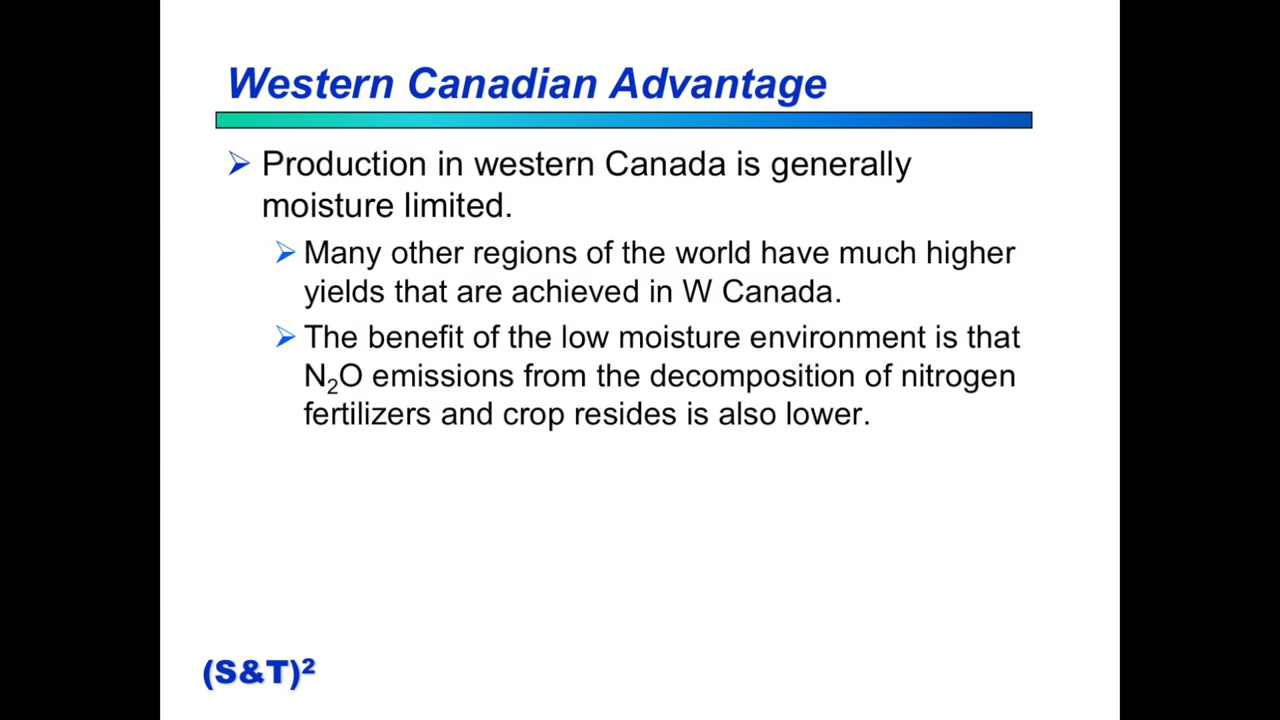 Western Canadian Advantage
Production in western Canada is generally
moisture limited.
Many other regions of the world have much higher
yields that are achieved in W Canada.
The benefit of the low moisture environment is that
N₂O emissions from the decomposition of nitrogen
fertilizers and crop resides is also lower.
(S&T)²